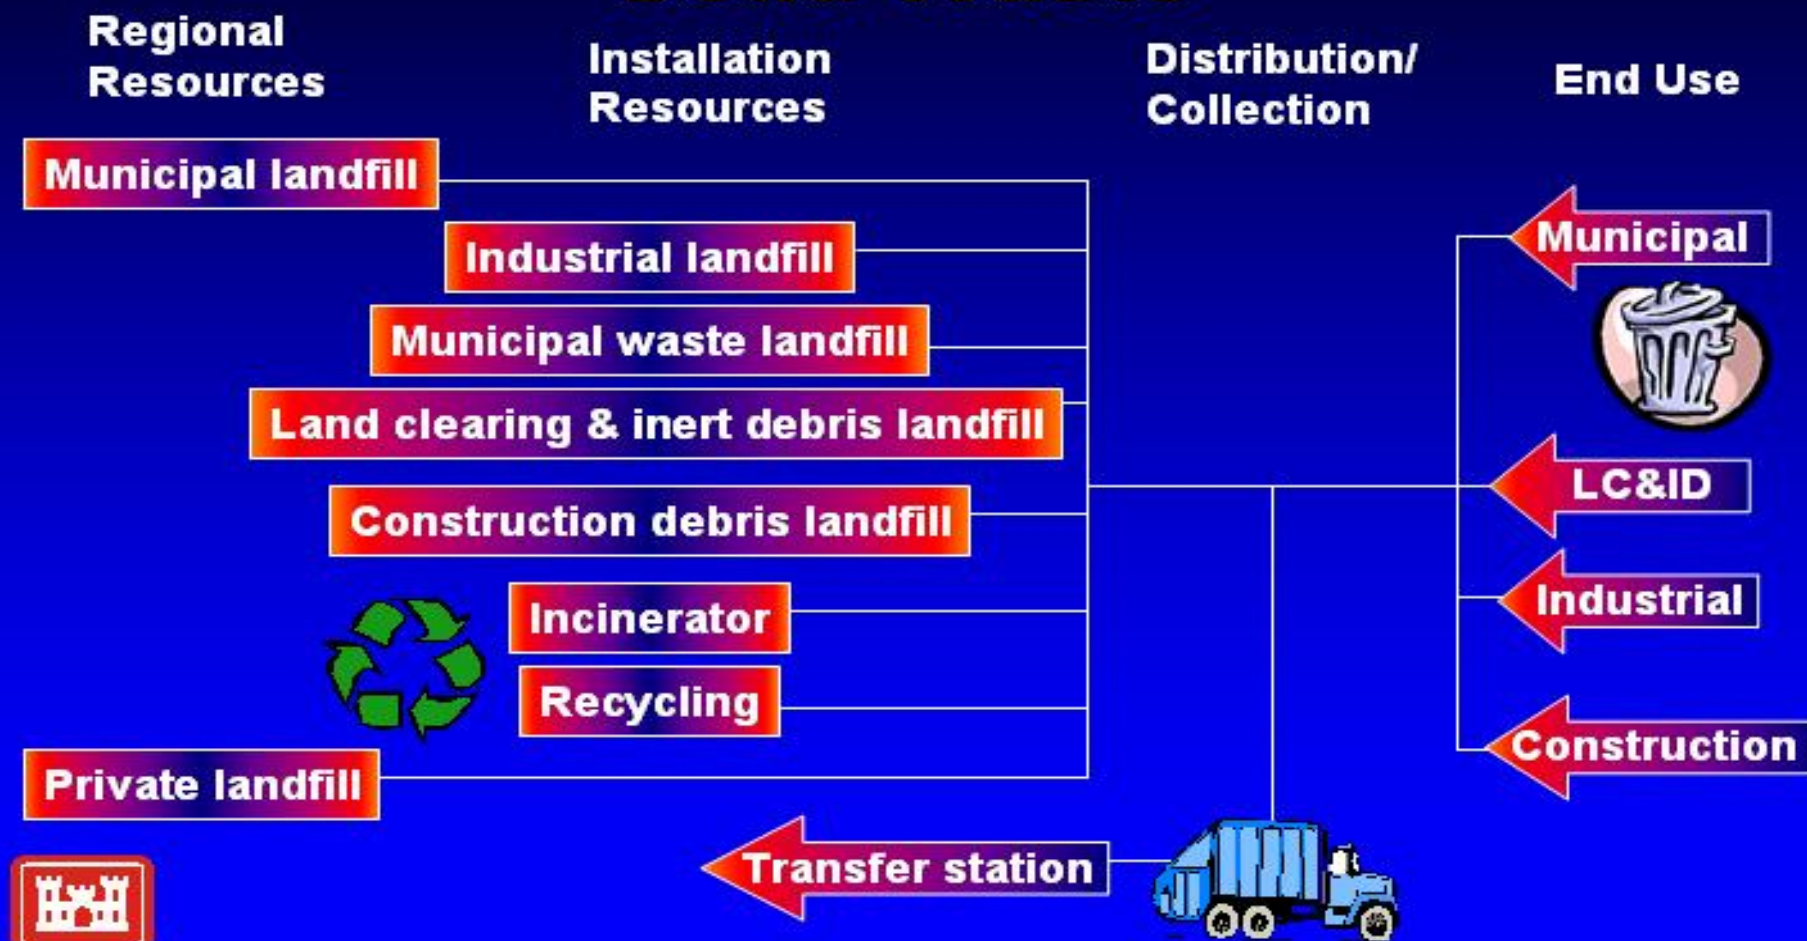 Regional
Resources
Installation
Resources
Distribution/
Collection
End Use
Municipal landfill
Industrial landfill
Municipal waste landfill
Land clearing & inert debris landfill
Construction debris landfill
Incinerator
Recycling
Private landfill
Transfer station
Municipal
LC&ID
Industrial
Construction